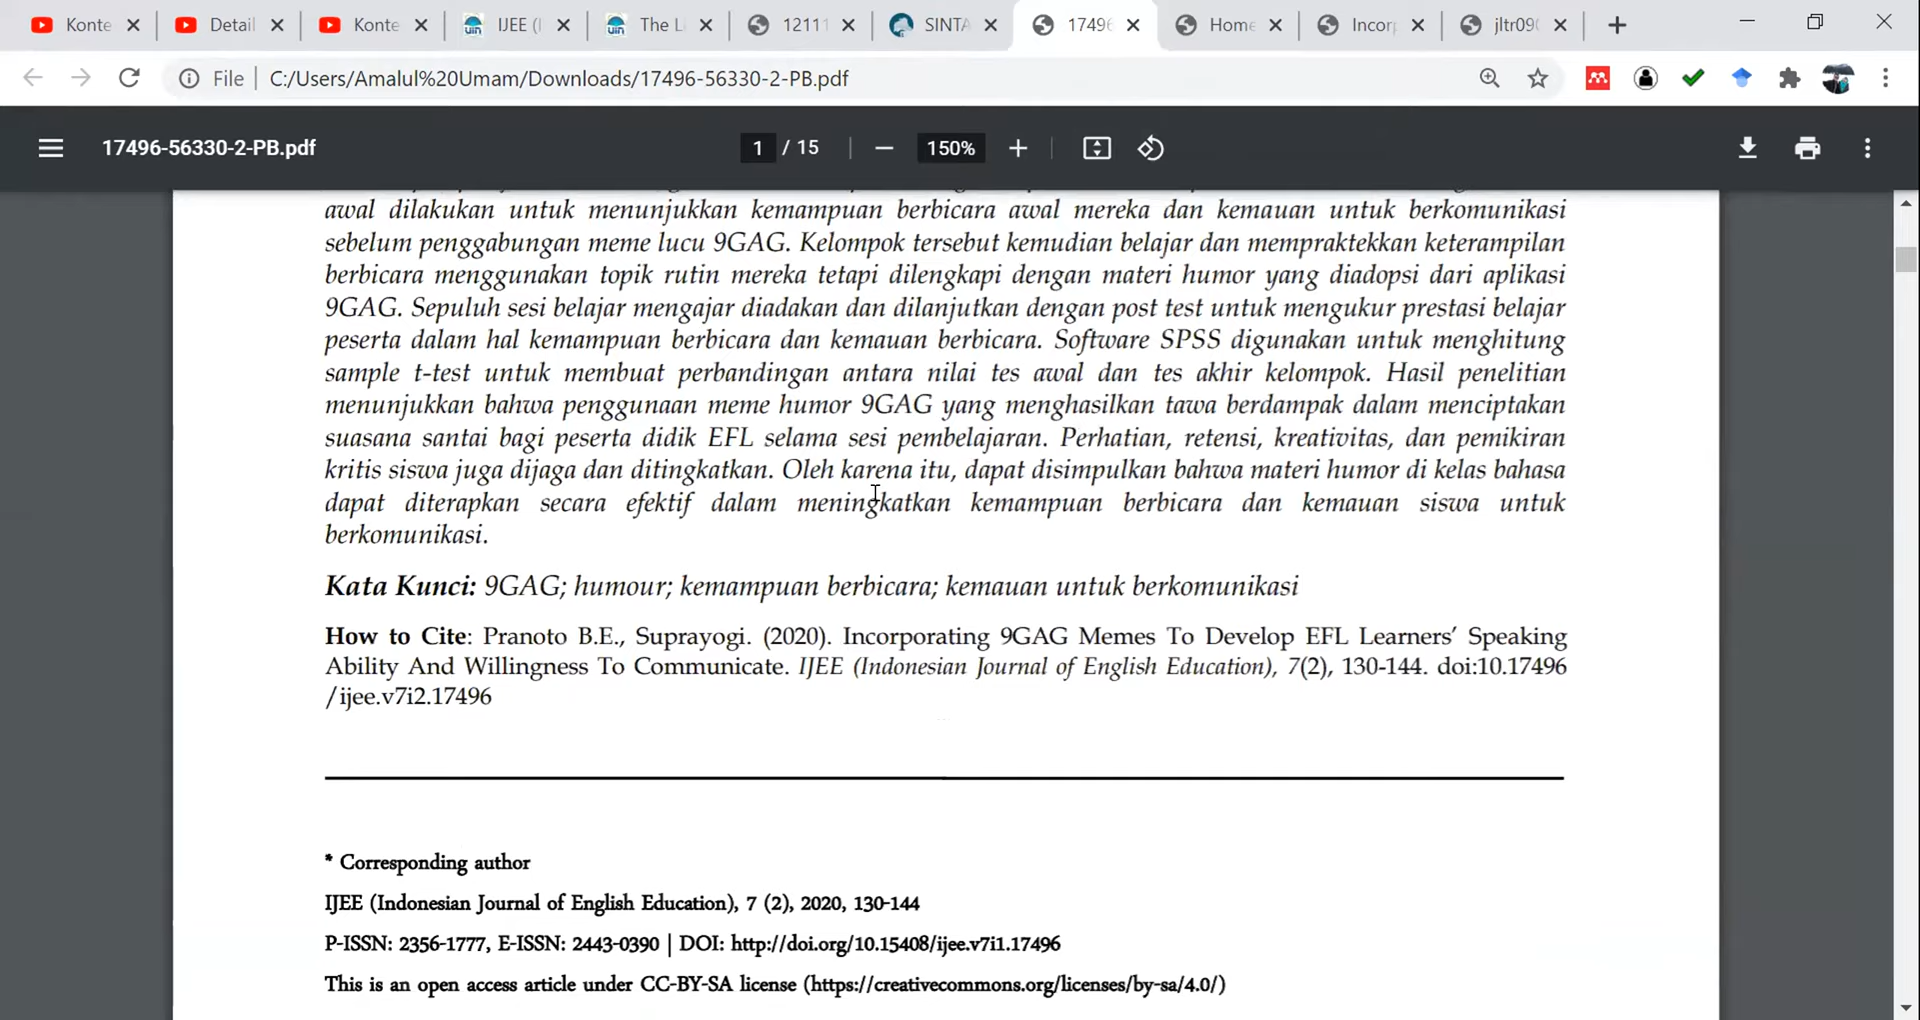 Konte
Detail
Konte
IJEE (I
The L
12111
SINTA
17496
Home
Incorp
jltr090
File
C:/Users/Amalul%20Umam/Downloads/17496-56330-2-PB.pdf
17496-56330-2-PB.pdf
1 / 15
150%
awal dilakukan untuk menunjukkan kemampuan berbicara awal mereka dan kemauan untuk berkomunikasi
sebelum penggabungan meme lucu 9GAG. Kelompok tersebut kemudian belajar dan mempraktekkan keterampilan
berbicara menggunakan topik rutin mereka tetapi dilengkapi dengan materi humor yang diadopsi dari aplikasi
9GAG. Sepuluh sesi belajar mengajar diadakan dan dilanjutkan dengan post test untuk mengukur prestasi belajar
peserta dalam hal kemampuan berbicara dan kemauan berbicara. Software SPSS digunakan untuk menghitung
sample t-test untuk membuat perbandingan antara nilai tes awal dan tes akhir kelompok. Hasil penelitian
menunjukkan bahwa penggunaan meme humor 9GAG yang menghasilkan tawa berdampak dalam menciptakan
suasana santai bagi peserta didik EFL selama sesi pembelajaran. Perhatian, retensi, kreativitas, dan pemikiran
kritis siswa juga dijaga dan ditingkatkan. Oleh karena itu, dapat disimpulkan bahwa materi humor di kelas bahasa
dapat diterapkan secara efektif dalam meningkatkan kemampuan berbicara dan kemauan siswa untuk
berkomunikasi.
Kata Kunci: 9GAG; humour; kemampuan berbicara; kemauan untuk berkomunikasi
How to Cite: Pranoto B.E., Suprayogi. (2020). Incorporating 9GAG Memes To Develop EFL Learners’ Speaking
Ability And Willingness To Communicate. IJEE (Indonesian Journal of English Education), 7(2), 130-144. doi:10.17496
/ijee.v7i2.17496
* Corresponding author
IJEE (Indonesian Journal of English Education), 7 (2), 2020, 130-144
P-ISSN: 2356-1777, E-ISSN: 2443-0390 | DOI: http://doi.org/10.15408/ijee.v7i1.17496
This is an open access article under CC-BY-SA license (https://creativecommons.org/licenses/by-sa/4.0/)